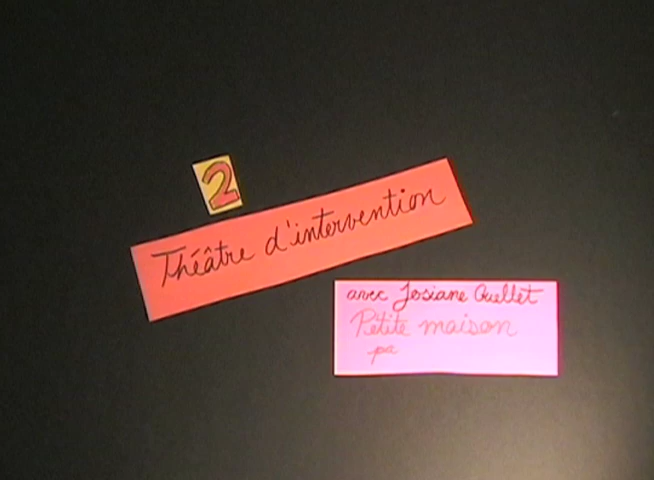 2
Théâtre d'intervention
avec Josiane Ouellet
Petite maison
pa